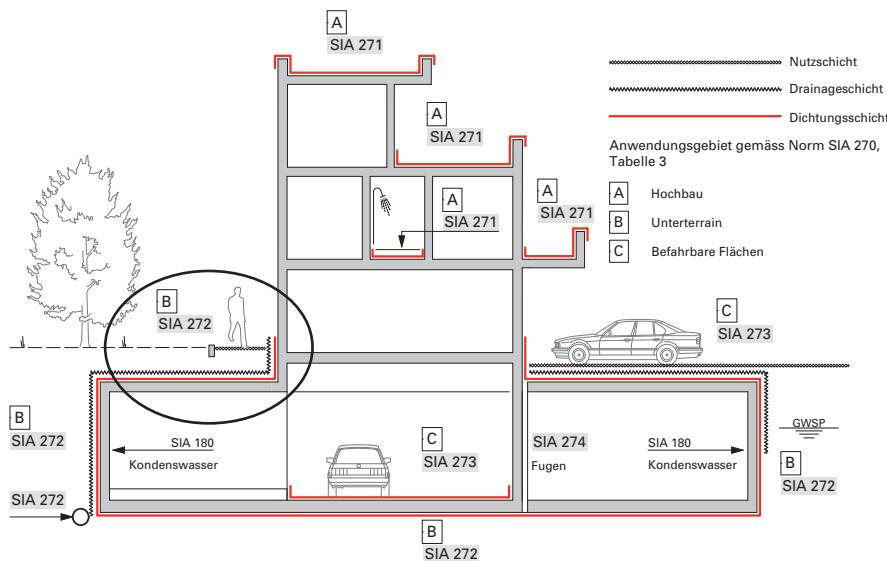 A
SIA 271
A
SIA 271
A
SIA 271
A
SIA 271
Nutzschicht
Drainageschicht
Dichtungsschicht
Anwendungsgebiet gemäss Norm SIA 270,
Tabelle 3
A Hochbau
B Unterterrain
C Befahrbare Flächen
B
SIA 272
C
SIA 273
B
SIA 272
SIA 180
Kondenswasser
C
SIA 273
SIA 274
Fugen
SIA 180
Kondenswasser
GWSP
B
SIA 272
SIA 272
B
SIA 272